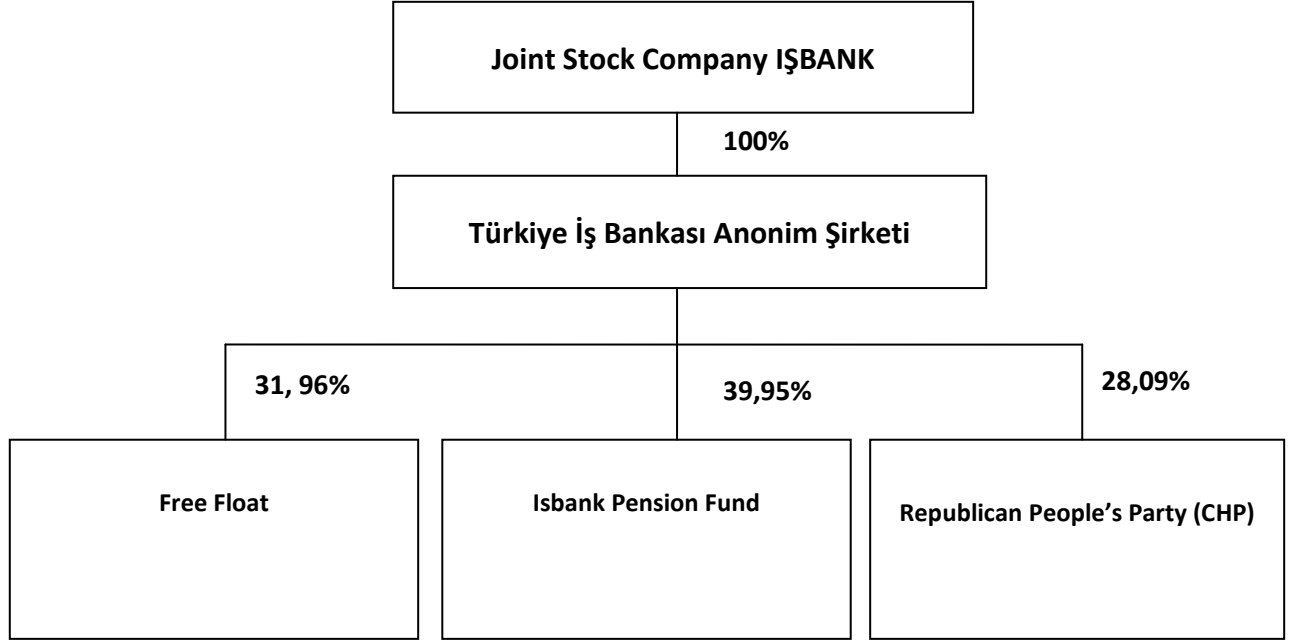 Joint Stock Company IŞBANK
100%
Türkiye İş Bankası Anonim Şirketi
31, 96%
39,95%
28,09%
Free Float
Isbank Pension Fund
Republican People’s Party (CHP)